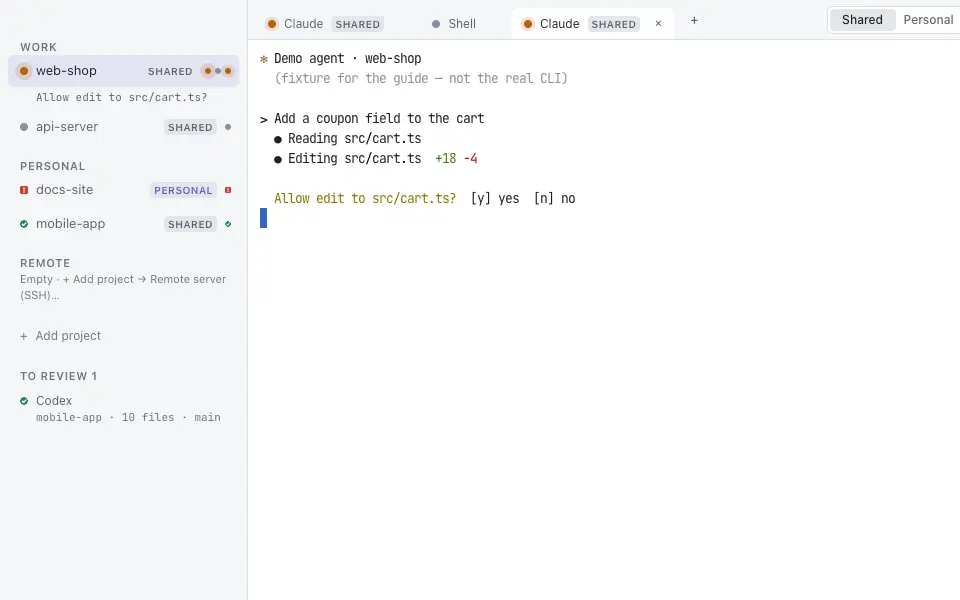 WORK
web-shop SHARED
Allow edit to src/cart.ts?
api-server SHARED
PERSONAL
docs-site PERSONAL
mobile-app SHARED
REMOTE
Empty · + Add project → Remote server
(SSH)…
+ Add project
TO REVIEW 1
Codex
mobile-app · 10 files · main
Claude SHARED Shell Claude SHARED × + Shared Personal
* Demo agent · web-shop
(fixture for the guide — not the real CLI)
> Add a coupon field to the cart
● Reading src/cart.ts
● Editing src/cart.ts +18 -4
Allow edit to src/cart.ts? [y] yes [n] no